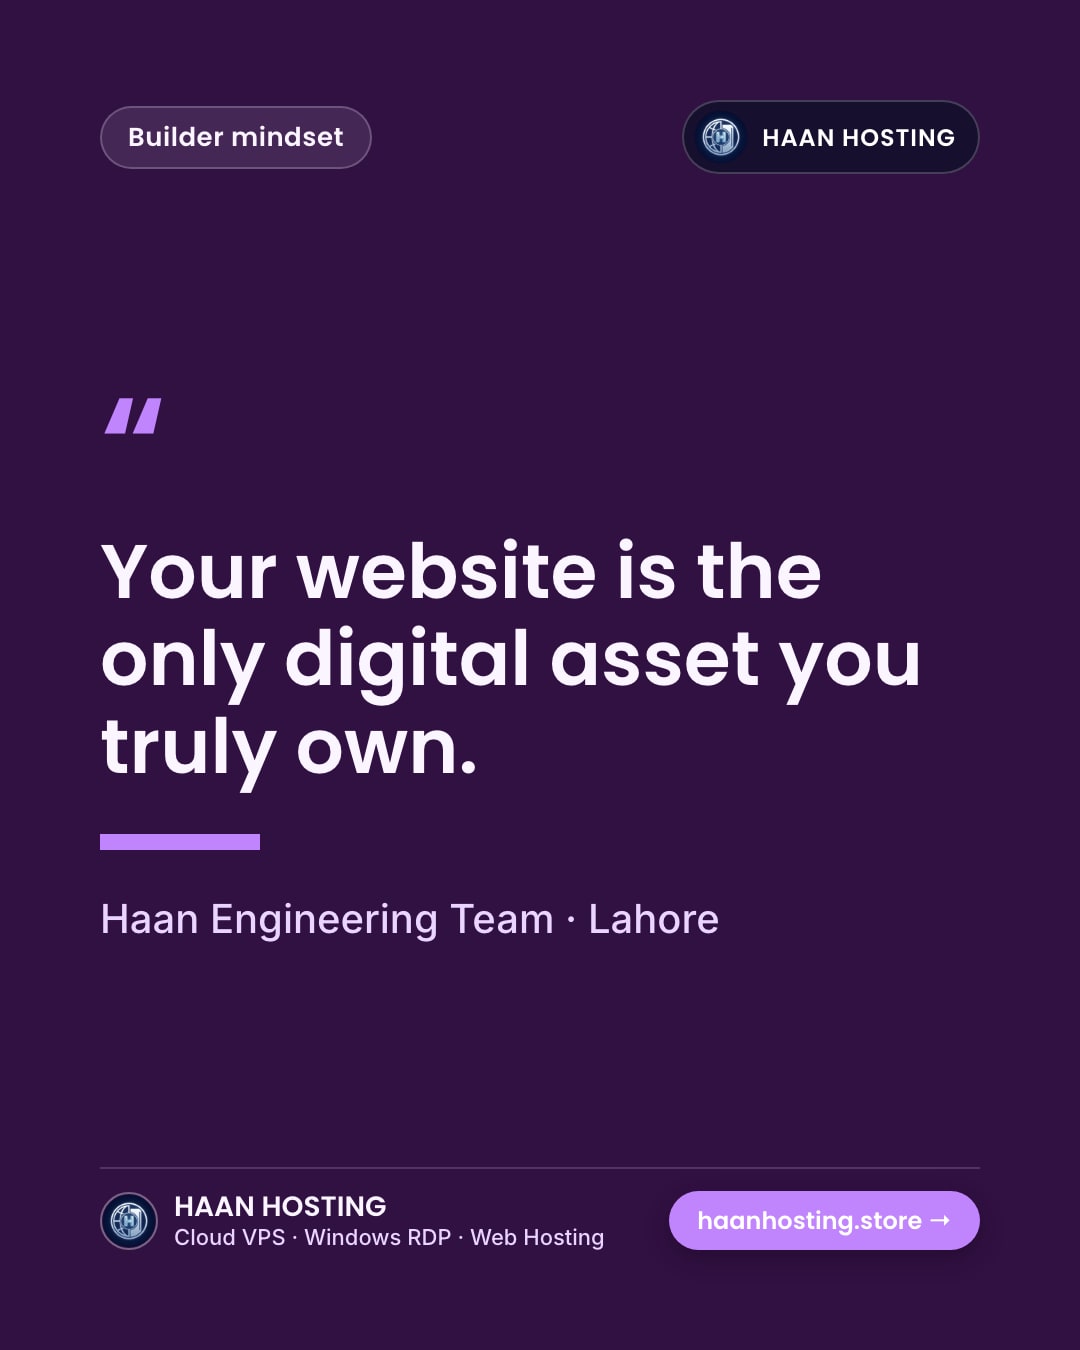 Builder mindset
HAAN HOSTING
“
Your website is the
only digital asset you
truly own.
Haan Engineering Team · Lahore
HAAN HOSTING
Cloud VPS · Windows RDP · Web Hosting
haanhosting.store →